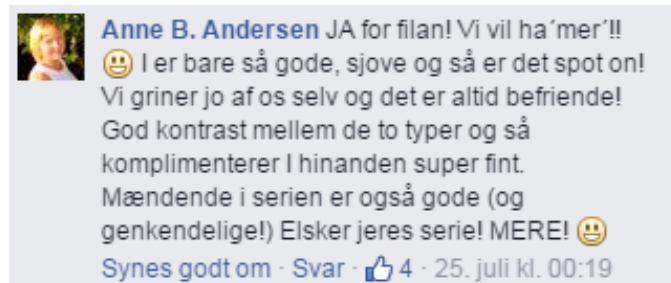 Anne B. Andersen JA for filan! Vi vil ha´mer´!!
😃 I er bare så gode, sjove og så er det spot on!
Vi griner jo af os selv og det er altid befriende!
God kontrast mellem de to typer og så
komplimenterer I hinanden super fint.
Mændende i serien er også gode (og
genkendelige!) Elsker jeres serie! MERE! 😃
Synes godt om · Svar · 👍 4 · 25. juli kl. 00:19